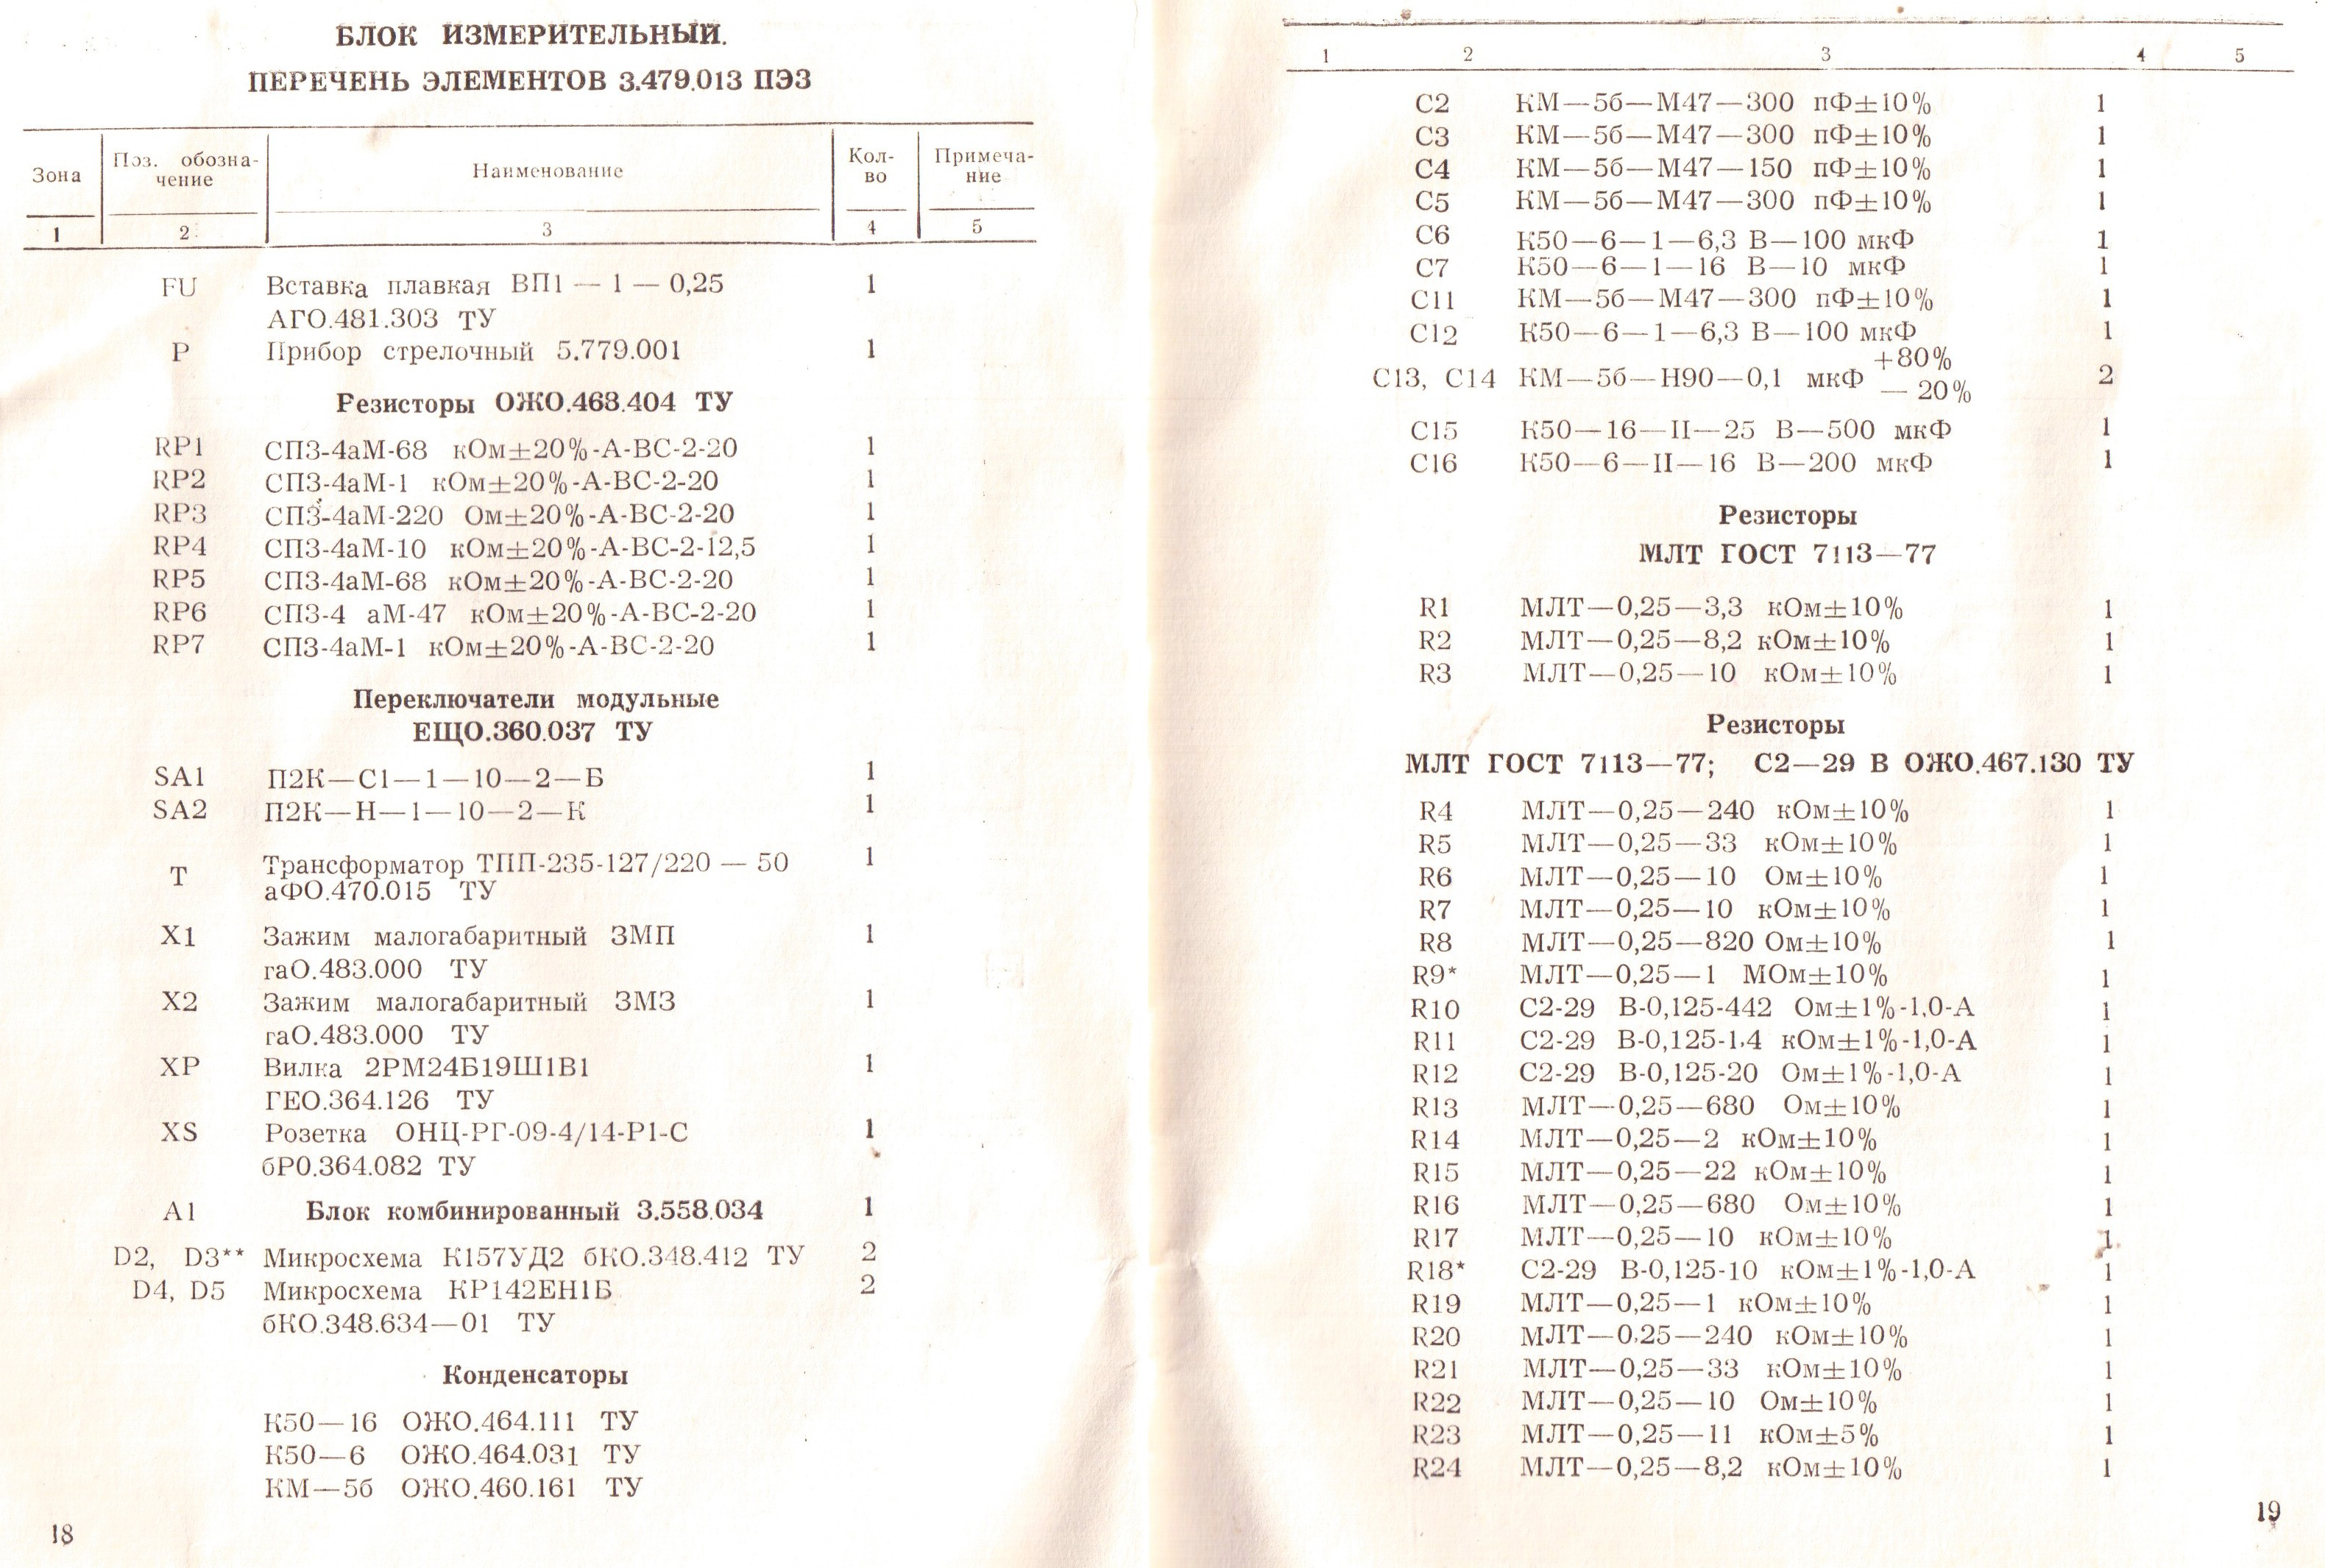 БЛОК ИЗМЕРИТЕЛЬНЫЙ.
ПЕРЕЧЕНЬ ЭЛЕМЕНТОВ 3.479.013 ПЭЗ
Зона
Поз. обозна-
чение
Наименование
Кол-
во
Примеча-
ние
1 2 3 4 5
FU Вставка плавкая ВП1 — 1 — 0,25 1
АГО.481.303 ТУ
P Прибор стрелочный 5.779.001 1
Резисторы ОЖО.468.404 ТУ
RP1 СПЗ-4аМ-68 кОм±20%-А-ВС-2-20 1
RP2 СПЗ-4аМ-1 кОм±20%-А-ВС-2-20 1
RP3 СПЗ-4аМ-220 Ом±20%-А-ВС-2-20 1
RP4 СПЗ-4аМ-10 кОм±20%-А-ВС-2-12,5 1
RP5 СПЗ-4аМ-68 кОм±20%-А-ВС-2-20 1
RP6 СПЗ-4 аМ-47 кОм±20%-А-ВС-2-20 1
RP7 СПЗ-4аМ-1 кОм±20%-А-ВС-2-20 1
Переключатели модульные
ЕЩО.360.037 ТУ
SA1 П2К—С1—1—10—2—Б 1
SA2 П2К—Н—1—10—2—К 1
T Трансформатор ТПП-235-127/220 — 50 1
аФО.470.015 ТУ
X1 Зажим малогабаритный ЗМП 1
гаО.483.000 ТУ
X2 Зажим малогабаритный ЗМЗ 1
гаО.483.000 ТУ
XP Вилка 2РМ24Б19Ш1В1 1
ГЕО.364.126 ТУ
XS Розетка ОНЦ-РГ-09-4/14-Р1-С 1
бРО.364.082 ТУ
A1 Блок комбинированный 3.558.034 1
D2, D3** Микросхема К157УД2 бКО.348.412 ТУ 2
D4, D5 Микросхема КР142ЕН1Б 2
бКО.348.634—01 ТУ
Конденсаторы
К50—16 ОЖО.464.111 ТУ
К50—6 ОЖО.464.031 ТУ
КМ—5б ОЖО.460.161 ТУ
18
1 2 3 4 5
C2 КМ—5б—М47—300 пФ±10% 1
C3 КМ—5б—М47—300 пФ±10% 1
C4 КМ—5б—М47—150 пФ±10% 1
C5 КМ—5б—М47—300 пФ±10% 1
C6 К50—6—1—6,3 В—100 мкФ 1
C7 К50—6—1—16 В—10 мкФ 1
C11 КМ—5б—М47—300 пФ±10% 1
C12 К50—6—1—6,3 В—100 мкФ 1
+80%
C13, C14 КМ—5б—Н90—0,1 мкФ 2
— 20%
C15 К50—16—II—25 В—500 мкФ 1
C16 К50—6—II—16 В—200 мкФ 1
Резисторы
МЛТ ГОСТ 7113—77
R1 МЛТ—0,25—3,3 кОм±10% 1
R2 МЛТ—0,25—8,2 кОм±10% 1
R3 МЛТ—0,25—10 кОм±10% 1
Резисторы
МЛТ ГОСТ 7113—77; С2—29 В ОЖО.467.130 ТУ
R4 МЛТ—0,25—240 кОм±10% 1
R5 МЛТ—0,25—33 кОм±10% 1
R6 МЛТ—0,25—10 Ом±10% 1
R7 МЛТ—0,25—10 кОм±10% 1
R8 МЛТ—0,25—820 Ом±10% 1
R9* МЛТ—0,25—1 МОм±10% 1
R10 С2-29 В-0,125-442 Ом±1%-1,0-А 1
R11 С2-29 В-0,125-1,4 кОм±1%-1,0-А 1
R12 С2-29 В-0,125-20 Ом±1%-1,0-А 1
R13 МЛТ—0,25—680 Ом±10% 1
R14 МЛТ—0,25—2 кОм±10% 1
R15 МЛТ—0,25—22 кОм±10% 1
R16 МЛТ—0,25—680 Ом±10% 1
R17 МЛТ—0,25—10 кОм±10% 1
R18* С2-29 В-0,125-10 кОм±1%-1,0-А 1
R19 МЛТ—0,25—1 кОм±10% 1
R20 МЛТ—0,25—240 кОм±10% 1
R21 МЛТ—0,25—33 кОм±10% 1
R22 МЛТ—0,25—10 Ом±10% 1
R23 МЛТ—0,25—11 кОм±5% 1
R24 МЛТ—0,25—8,2 кОм±10% 1
19